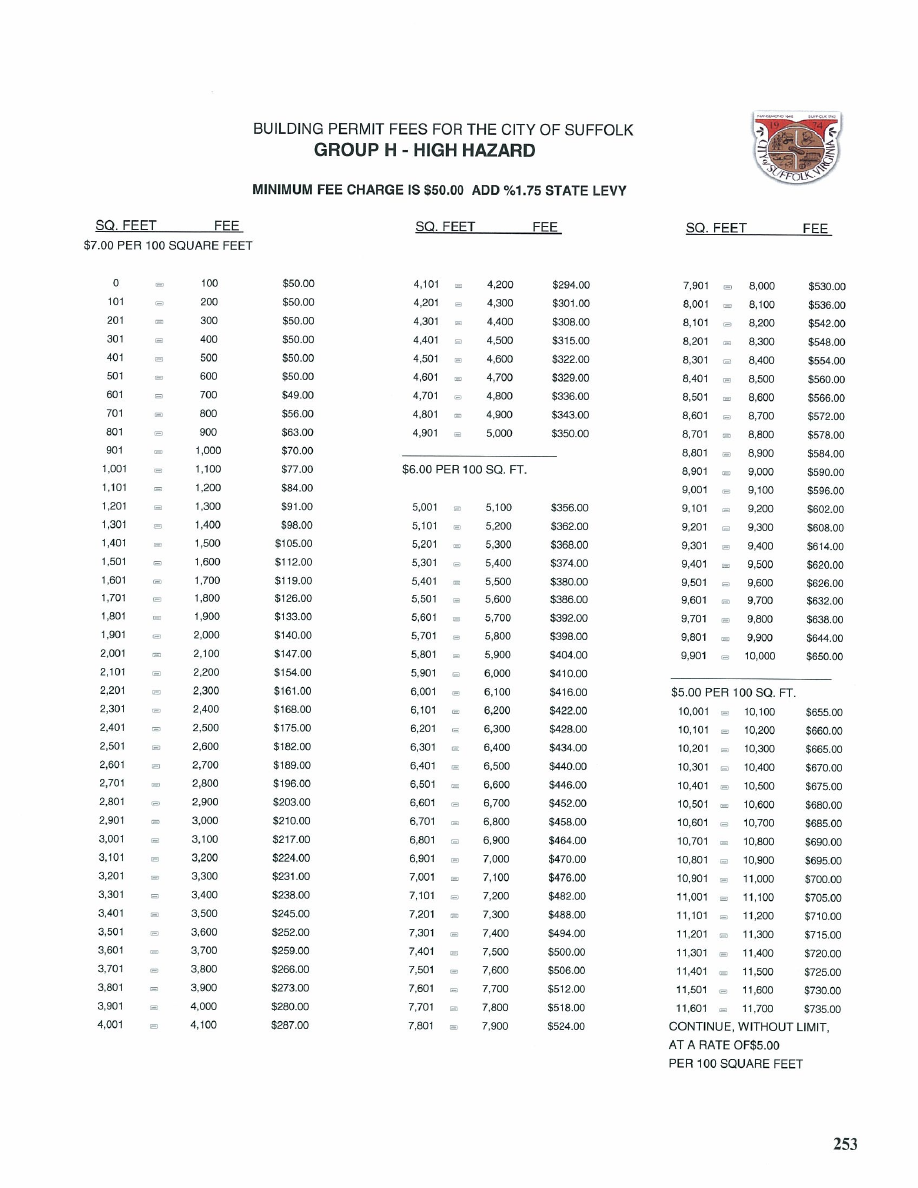 BUILDING PERMIT FEES FOR THE CITY OF SUFFOLK
GROUP H - HIGH HAZARD
MINIMUM FEE CHARGE IS $50.00 ADD %1.75 STATE LEVY
CITY OF SUFFOLK, VIRGINIA
1974
SQ. FEET FEE
$7.00 PER 100 SQUARE FEET
0 = 100 $50.00
101 = 200 $50.00
201 = 300 $50.00
301 = 400 $50.00
401 = 500 $50.00
501 = 600 $50.00
601 = 700 $49.00
701 = 800 $56.00
801 = 900 $63.00
901 = 1,000 $70.00
1,001 = 1,100 $77.00
1,101 = 1,200 $84.00
1,201 = 1,300 $91.00
1,301 = 1,400 $98.00
1,401 = 1,500 $105.00
1,501 = 1,600 $112.00
1,601 = 1,700 $119.00
1,701 = 1,800 $126.00
1,801 = 1,900 $133.00
1,901 = 2,000 $140.00
2,001 = 2,100 $147.00
2,101 = 2,200 $154.00
2,201 = 2,300 $161.00
2,301 = 2,400 $168.00
2,401 = 2,500 $175.00
2,501 = 2,600 $182.00
2,601 = 2,700 $189.00
2,701 = 2,800 $196.00
2,801 = 2,900 $203.00
2,901 = 3,000 $210.00
3,001 = 3,100 $217.00
3,101 = 3,200 $224.00
3,201 = 3,300 $231.00
3,301 = 3,400 $238.00
3,401 = 3,500 $245.00
3,501 = 3,600 $252.00
3,601 = 3,700 $259.00
3,701 = 3,800 $266.00
3,801 = 3,900 $273.00
3,901 = 4,000 $280.00
4,001 = 4,100 $287.00
SQ. FEET FEE
4,101 = 4,200 $294.00
4,201 = 4,300 $301.00
4,301 = 4,400 $308.00
4,401 = 4,500 $315.00
4,501 = 4,600 $322.00
4,601 = 4,700 $329.00
4,701 = 4,800 $336.00
4,801 = 4,900 $343.00
4,901 = 5,000 $350.00
$6.00 PER 100 SQ. FT.
5,001 = 5,100 $356.00
5,101 = 5,200 $362.00
5,201 = 5,300 $368.00
5,301 = 5,400 $374.00
5,401 = 5,500 $380.00
5,501 = 5,600 $386.00
5,601 = 5,700 $392.00
5,701 = 5,800 $398.00
5,801 = 5,900 $404.00
5,901 = 6,000 $410.00
6,001 = 6,100 $416.00
6,101 = 6,200 $422.00
6,201 = 6,300 $428.00
6,301 = 6,400 $434.00
6,401 = 6,500 $440.00
6,501 = 6,600 $446.00
6,601 = 6,700 $452.00
6,701 = 6,800 $458.00
6,801 = 6,900 $464.00
6,901 = 7,000 $470.00
7,001 = 7,100 $476.00
7,101 = 7,200 $482.00
7,201 = 7,300 $488.00
7,301 = 7,400 $494.00
7,401 = 7,500 $500.00
7,501 = 7,600 $506.00
7,601 = 7,700 $512.00
7,701 = 7,800 $518.00
7,801 = 7,900 $524.00
SQ. FEET FEE
7,901 = 8,000 $530.00
8,001 = 8,100 $536.00
8,101 = 8,200 $542.00
8,201 = 8,300 $548.00
8,301 = 8,400 $554.00
8,401 = 8,500 $560.00
8,501 = 8,600 $566.00
8,601 = 8,700 $572.00
8,701 = 8,800 $578.00
8,801 = 8,900 $584.00
8,901 = 9,000 $590.00
9,001 = 9,100 $596.00
9,101 = 9,200 $602.00
9,201 = 9,300 $608.00
9,301 = 9,400 $614.00
9,401 = 9,500 $620.00
9,501 = 9,600 $626.00
9,601 = 9,700 $632.00
9,701 = 9,800 $638.00
9,801 = 9,900 $644.00
9,901 = 10,000 $650.00
$5.00 PER 100 SQ. FT.
10,001 = 10,100 $655.00
10,101 = 10,200 $660.00
10,201 = 10,300 $665.00
10,301 = 10,400 $670.00
10,401 = 10,500 $675.00
10,501 = 10,600 $680.00
10,601 = 10,700 $685.00
10,701 = 10,800 $690.00
10,801 = 10,900 $695.00
10,901 = 11,000 $700.00
11,001 = 11,100 $705.00
11,101 = 11,200 $710.00
11,201 = 11,300 $715.00
11,301 = 11,400 $720.00
11,401 = 11,500 $725.00
11,501 = 11,600 $730.00
11,601 = 11,700 $735.00
CONTINUE, WITHOUT LIMIT,
AT A RATE OF$5.00
PER 100 SQUARE FEET
253